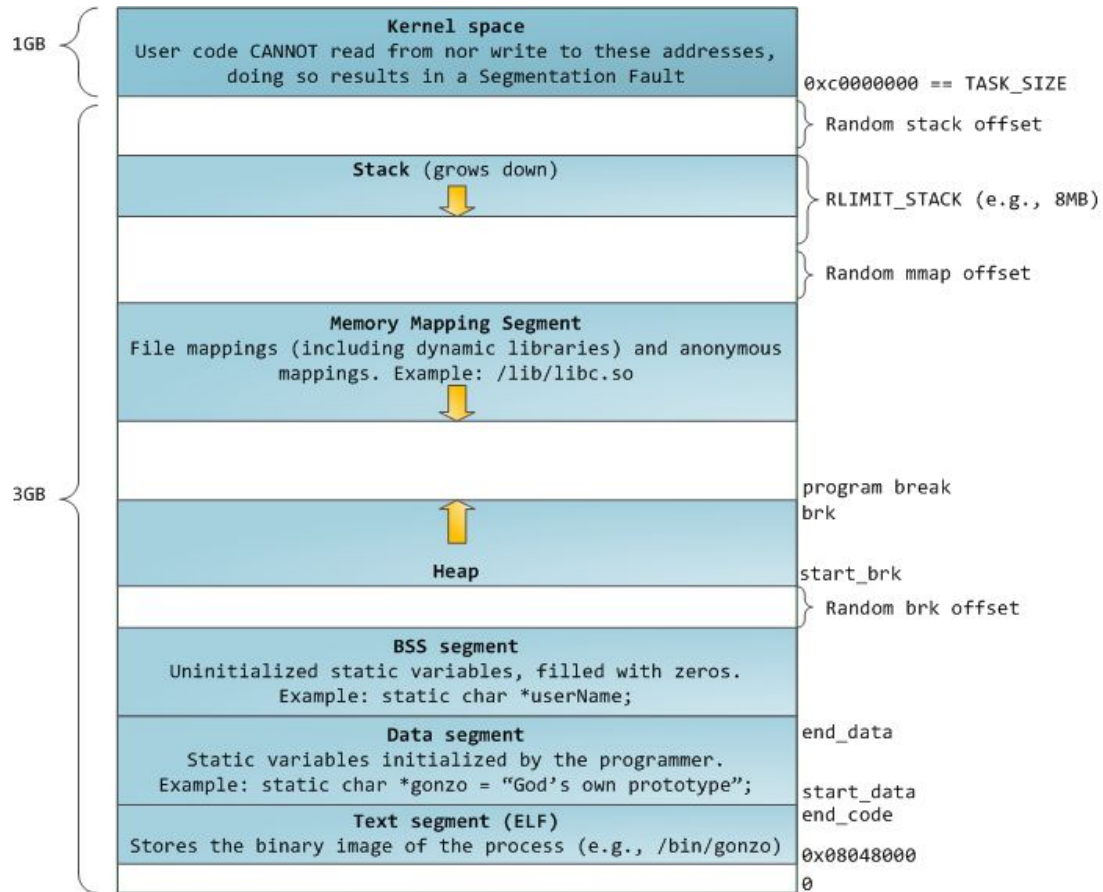 1GB
Kernel space
User code CANNOT read from nor write to these addresses,
doing so results in a Segmentation Fault
0xc0000000 == TASK_SIZE
Random stack offset
Stack (grows down)
RLIMIT_STACK (e.g., 8MB)
Random mmap offset
Memory Mapping Segment
File mappings (including dynamic libraries) and anonymous
mappings. Example: /lib/libc.so
3GB
program break
brk
Heap
start_brk
Random brk offset
BSS segment
Uninitialized static variables, filled with zeros.
Example: static char *userName;
Data segment
Static variables initialized by the programmer.
Example: static char *gonzo = “God’s own prototype”;
end_data
start_data
end_code
Text segment (ELF)
Stores the binary image of the process (e.g., /bin/gonzo)
0x08048000
0